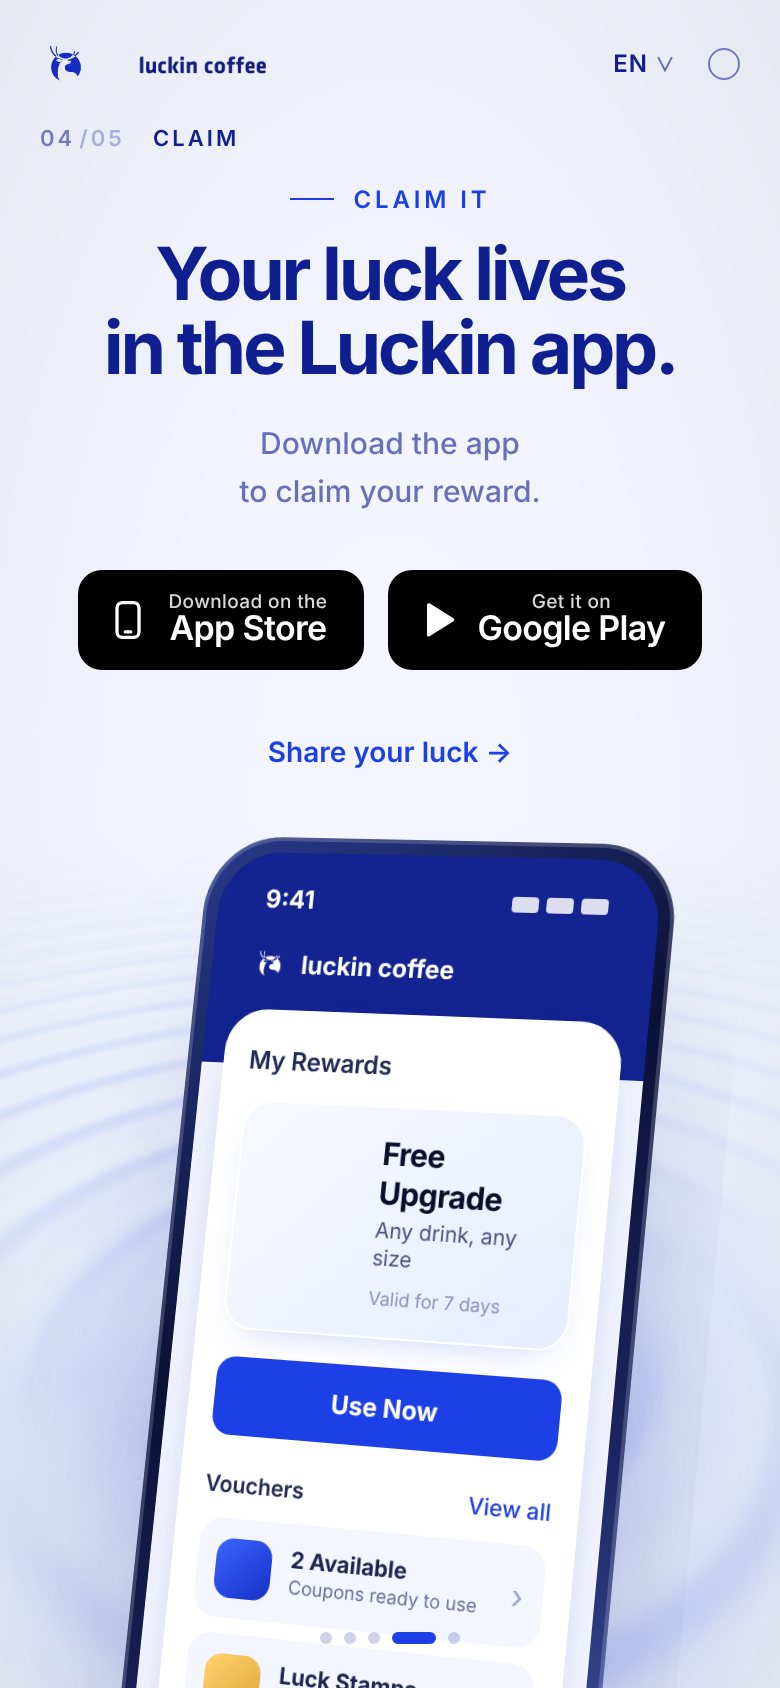 luckin coffee
EN
04 /05 CLAIM
CLAIM IT
Your luck lives
in the Luckin app.
Download the app
to claim your reward.
Download on the
App Store
Get it on
Google Play
Share your luck →
9:41
luckin coffee
My Rewards
Free
Upgrade
Any drink, any
size
Valid for 7 days
Use Now
Vouchers
View all
2 Available
Coupons ready to use
Luck Stamps